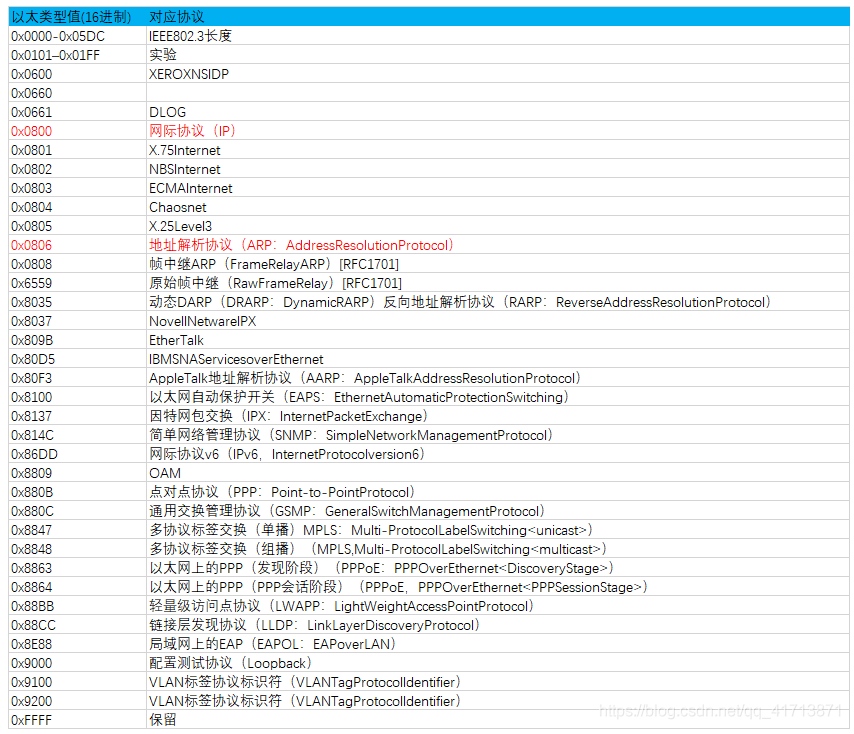 以太类型值(16进制) 对应协议
0x0000-0x05DC IEEE802.3长度
0x0101–0x01FF 实验
0x0600 XEROXNSIDP
0x0660
0x0661 DLOG
0x0800 网际协议（IP）
0x0801 X.75Internet
0x0802 NBSInternet
0x0803 ECMAInternet
0x0804 Chaosnet
0x0805 X.25Level3
0x0806 地址解析协议（ARP：AddressResolutionProtocol）
0x0808 帧中继ARP（FrameRelayARP）[RFC1701]
0x6559 原始帧中继（RawFrameRelay）[RFC1701]
0x8035 动态DARP（DRARP：DynamicRARP）反向地址解析协议（RARP：ReverseAddressResolutionProtocol）
0x8037 NovellNetwareIPX
0x809B EtherTalk
0x80D5 IBMSNAServicesoverEthernet
0x80F3 AppleTalk地址解析协议（AARP：AppleTalkAddressResolutionProtocol）
0x8100 以太网自动保护开关（EAPS：EthernetAutomaticProtectionSwitching）
0x8137 因特网包交换（IPX：InternetPacketExchange）
0x814C 简单网络管理协议（SNMP：SimpleNetworkManagementProtocol）
0x86DD 网际协议v6（IPv6，InternetProtocolversion6）
0x8809 OAM
0x880B 点对点协议（PPP：Point-to-PointProtocol）
0x880C 通用交换管理协议（GSMP：GeneralSwitchManagementProtocol）
0x8847 多协议标签交换（单播）MPLS：Multi-ProtocolLabelSwitching<unicast>）
0x8848 多协议标签交换（组播）（MPLS,Multi-ProtocolLabelSwitching<multicast>）
0x8863 以太网上的PPP（发现阶段）（PPPoE：PPPOverEthernet<DiscoveryStage>）
0x8864 以太网上的PPP（PPP会话阶段）（PPPoE，PPPOverEthernet<PPPSessionStage>）
0x88BB 轻量级访问点协议（LWAPP：LightWeightAccessPointProtocol）
0x88CC 链接层发现协议（LLDP：LinkLayerDiscoveryProtocol）
0x8E88 局域网上的EAP（EAPOL：EAPoverLAN）
0x9000 配置测试协议（Loopback）
0x9100 VLAN标签协议标识符（VLANTagProtocolIdentifier）
0x9200 VLAN标签协议标识符（VLANTagProtocolIdentifier）
0xFFFF 保留
https://blog.csdn.net/qq_41713871